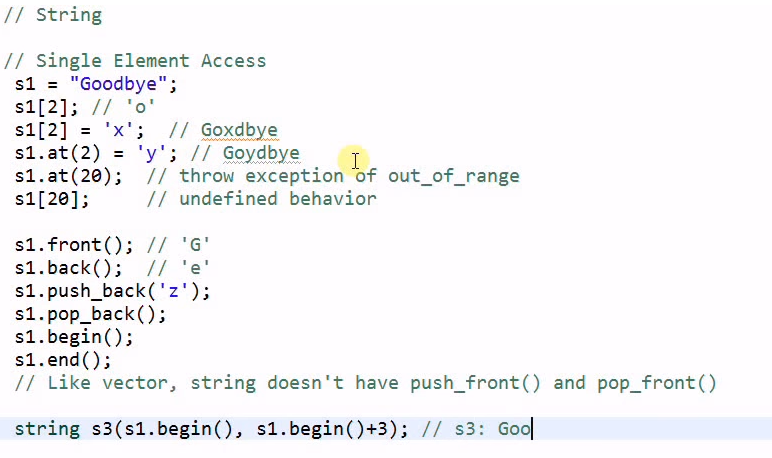 // String
// Single Element Access
s1 = "Goodbye";
s1[2]; // 'o'
s1[2] = 'x'; // Goxdbye
s1.at(2) = 'y'; // Goydbye
s1.at(20); // throw exception of out_of_range
s1[20]; // undefined behavior
s1.front(); // 'G'
s1.back(); // 'e'
s1.push_back('z');
s1.pop_back();
s1.begin();
s1.end();
// Like vector, string doesn't have push_front() and pop_front()
string s3(s1.begin(), s1.begin()+3); // s3: Goo